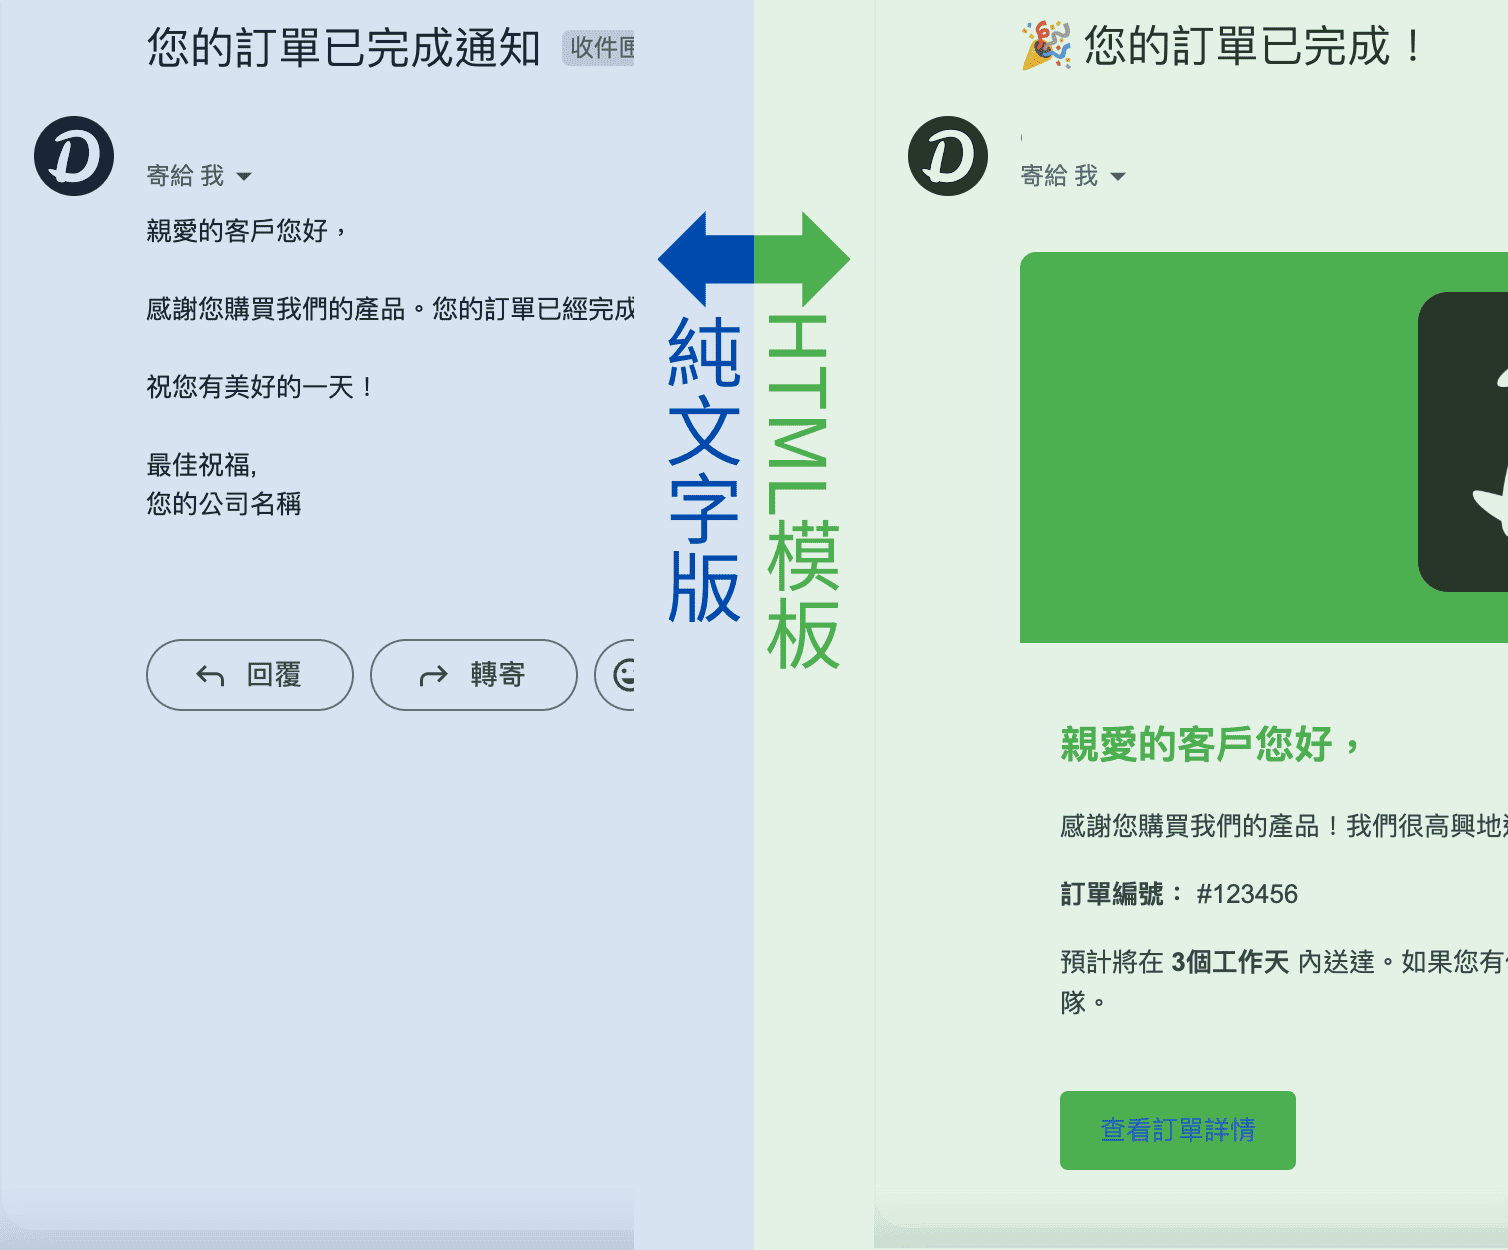 您的訂單已完成通知 收件匣
寄給 我
親愛的客戶您好，
感謝您購買我們的產品。您的訂單已經完成
祝您有美好的一天！
最佳祝福,
您的公司名稱
回覆
轉寄
純文字版
HTML模板
🎉 您的訂單已完成！
寄給 我
親愛的客戶您好，
感謝您購買我們的產品！我們很高興地
訂單編號： #123456
預計將在 3個工作天 內送達。如果您有
隊。
查看訂單詳情